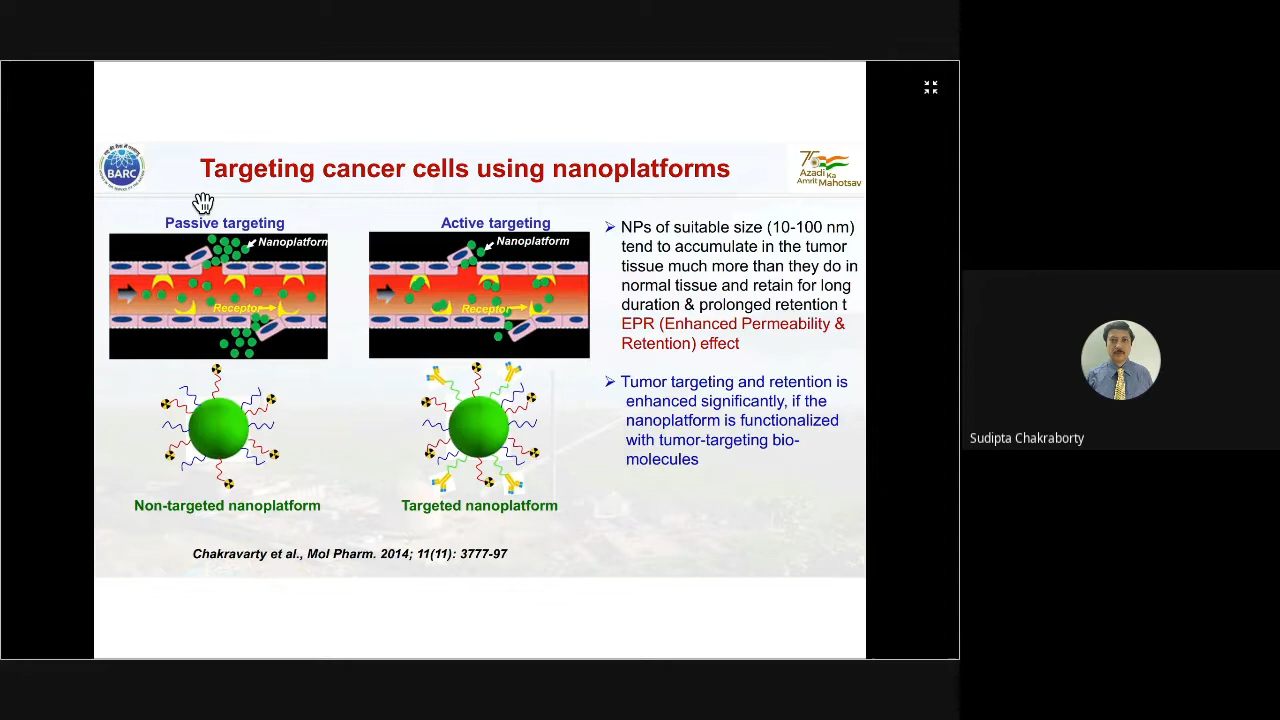 BARC
Targeting cancer cells using nanoplatforms
75
Azadi
Ka
Amrit Mahotsav
Passive targeting
Nanoplatform
Receptor
Non-targeted nanoplatform
Active targeting
Nanoplatform
Receptor
Targeted nanoplatform
➢ NPs of suitable size (10-100 nm)
tend to accumulate in the tumor
tissue much more than they do in
normal tissue and retain for long
duration & prolonged retention t
EPR (Enhanced Permeability &
Retention) effect
➢ Tumor targeting and retention is
enhanced significantly, if the
nanoplatform is functionalized
with tumor-targeting bio-
molecules
Chakravarty et al., Mol Pharm. 2014; 11(11): 3777-97
Sudipta Chakraborty